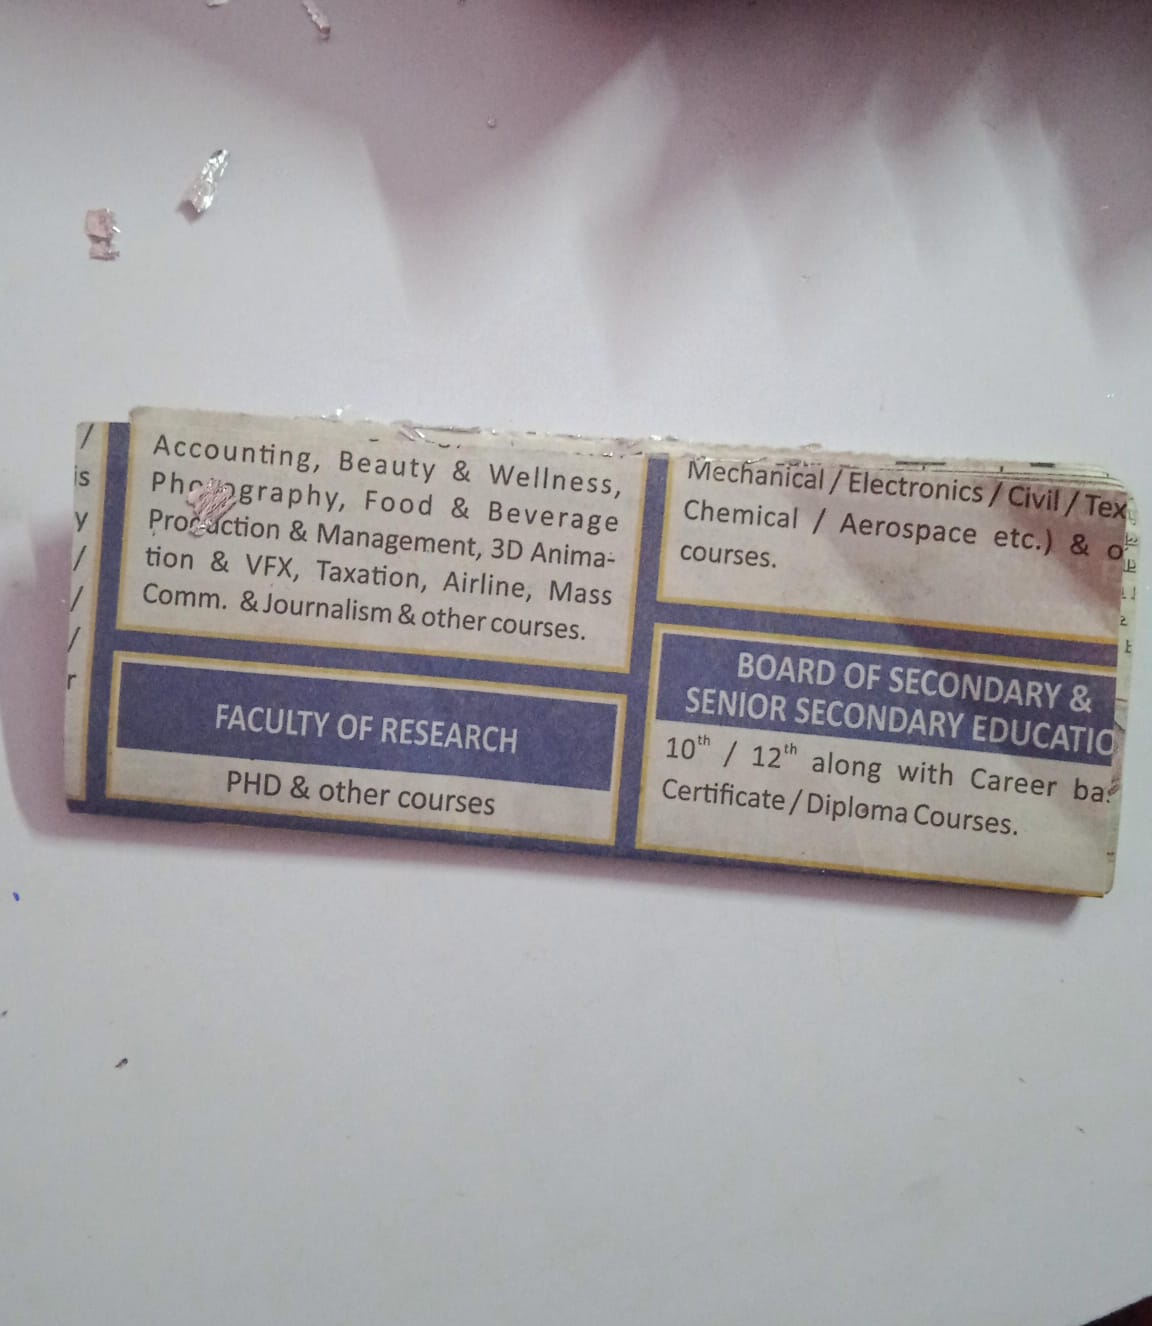 /
is
y
/
/
/
r
Accounting, Beauty & Wellness,
Photography, Food & Beverage
Production & Management, 3D Anima-
tion & VFX, Taxation, Airline, Mass
Comm. & Journalism & other courses.
FACULTY OF RESEARCH
PHD & other courses
Mechanical / Electronics / Civil / Tex
Chemical / Aerospace etc.) & o
courses.
BOARD OF SECONDARY &
SENIOR SECONDARY EDUCATIO
10th / 12th along with Career ba
Certificate / Diploma Courses.